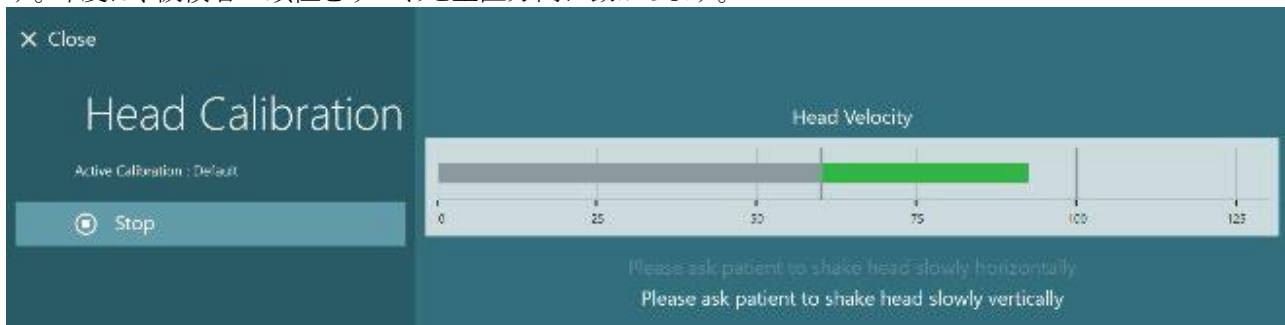 Close
Head Calibration
Active Calibration : Default
Stop
Head Velocity
0 25 50 75 100 125
Please ask patient to shake head slowly horizontally
Please ask patient to shake head slowly vertically